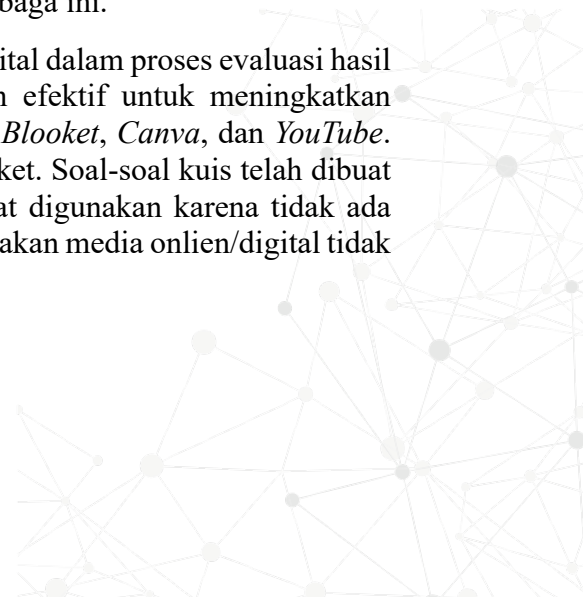 baga ini.
ital dalam proses evaluasi hasil
efektif untuk meningkatkan
Blooket, Canva, dan YouTube.
ket. Soal-soal kuis telah dibuat
at digunakan karena tidak ada
akan media onlien/digital tidak